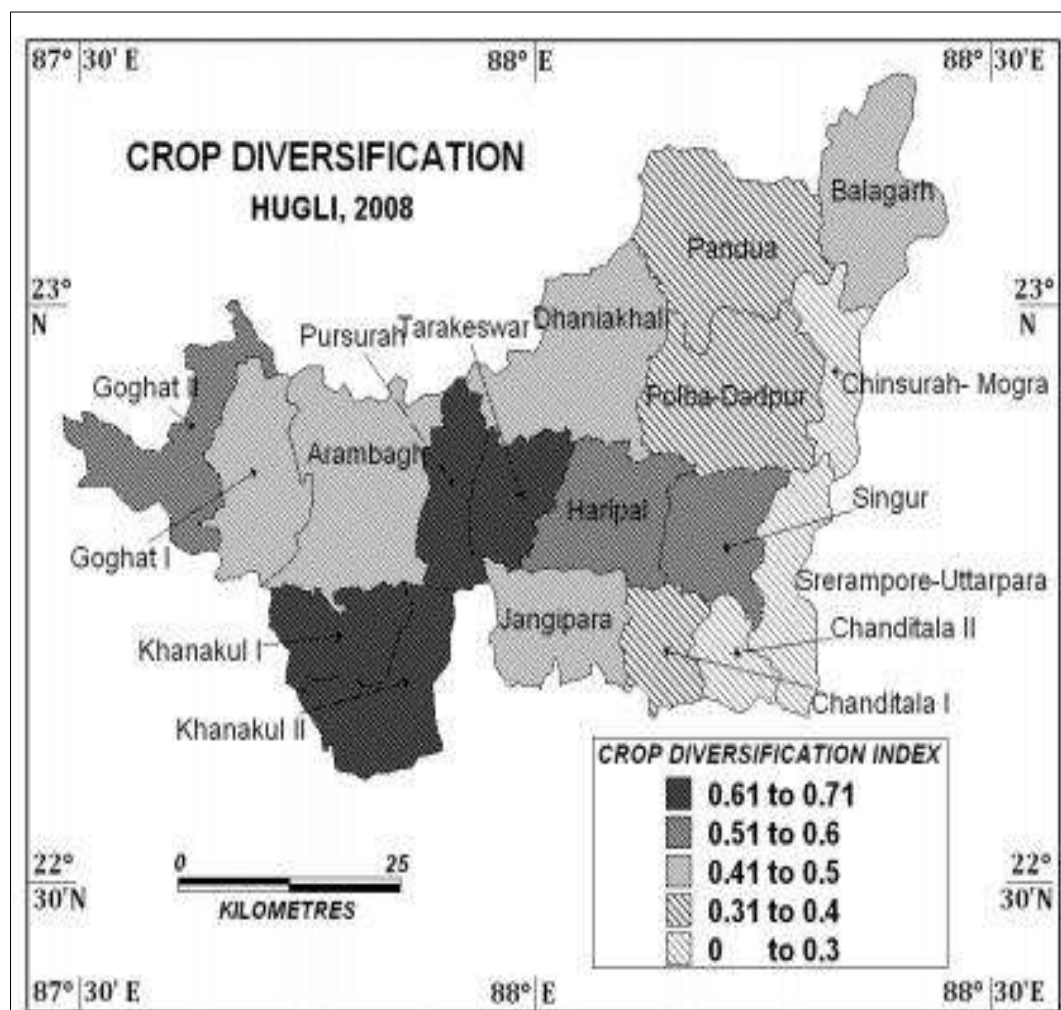 87° 30' E
88° E
88° 30' E
CROP DIVERSIFICATION
HUGLI, 2008
Balagarh
Pandua
23°
N
23°
N
Pursurah
Tarakeswar
Dhaniakhali
Goghat II
Polba-Dadpur
Chinsurah- Mogra
Arambagh
Haripal
Singur
Goghat I
Srerampore-Uttarpara
Jangipara
Chanditala II
Khanakul I
Chanditala I
Khanakul II
CROP DIVERSIFICATION INDEX
0.61 to 0.71
0.51 to 0.6
0.41 to 0.5
0.31 to 0.4
0 to 0.3
0 25
KILOMETRES
22°
30'N
22°
30'N
87° 30' E
88° E
88° 30' E